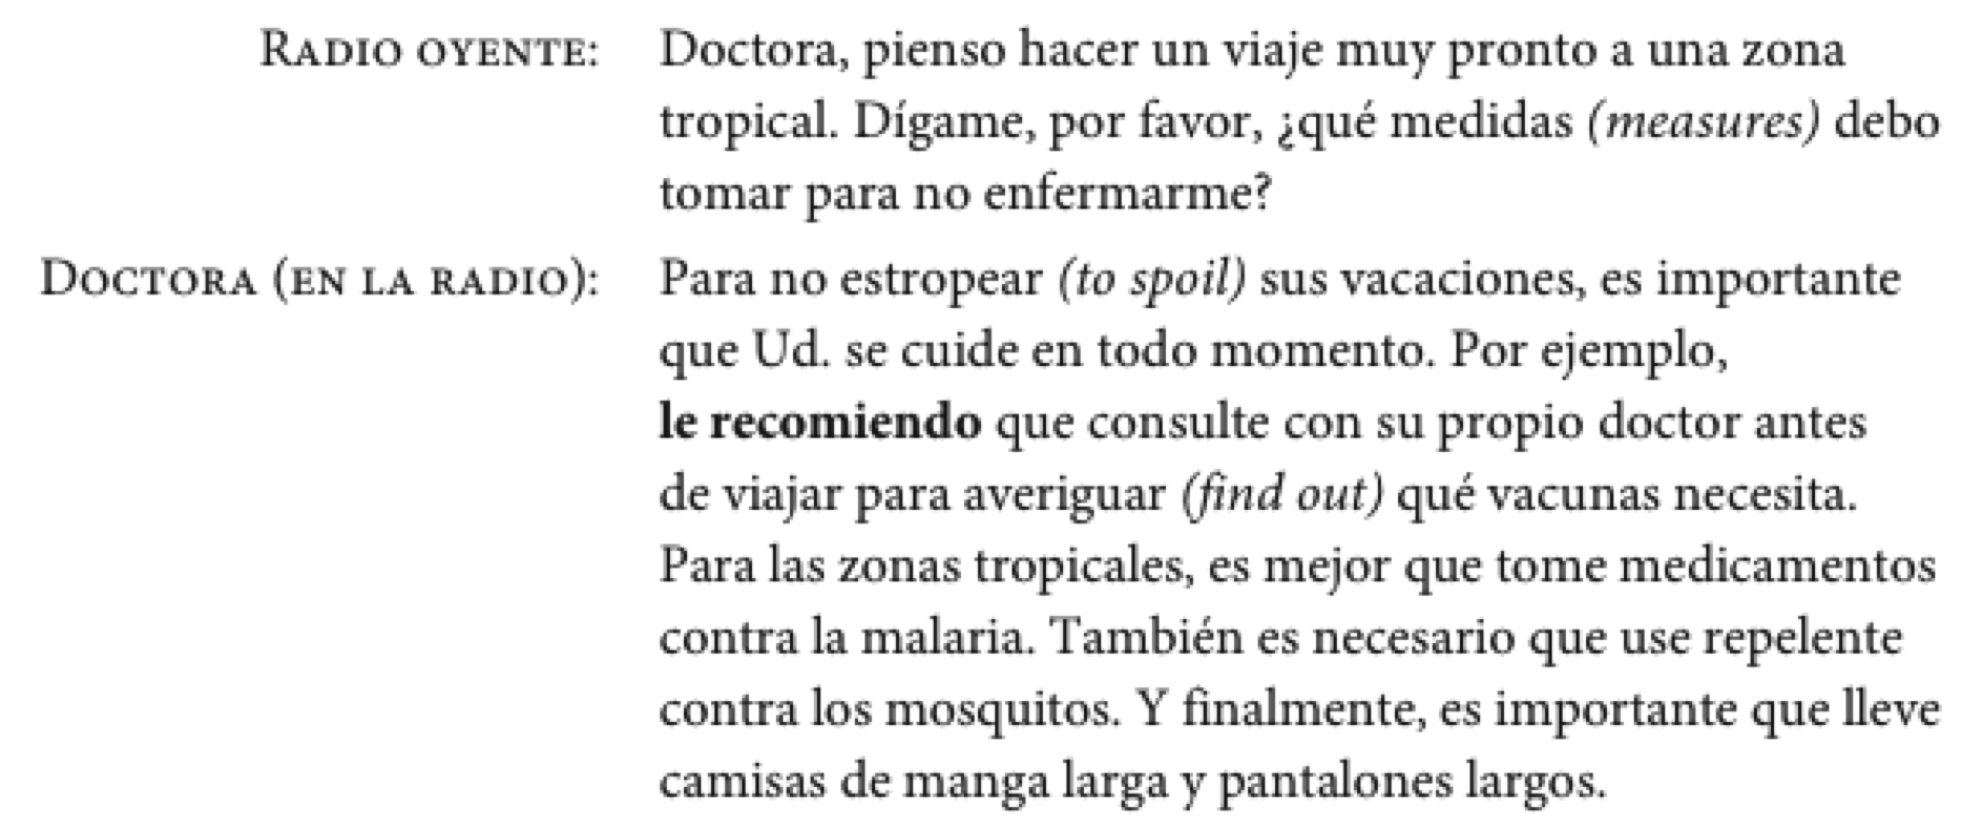 RADIO OYENTE: Doctora, pienso hacer un viaje muy pronto a una zona
tropical. Dígame, por favor, ¿qué medidas (measures) debo
tomar para no enfermarme?
DOCTORA (EN LA RADIO): Para no estropear (to spoil) sus vacaciones, es importante
que Ud. se cuide en todo momento. Por ejemplo,
le recomiendo que consulte con su propio doctor antes
de viajar para averiguar (find out) qué vacunas necesita.
Para las zonas tropicales, es mejor que tome medicamentos
contra la malaria. También es necesario que use repelente
contra los mosquitos. Y finalmente, es importante que lleve
camisas de manga larga y pantalones largos.